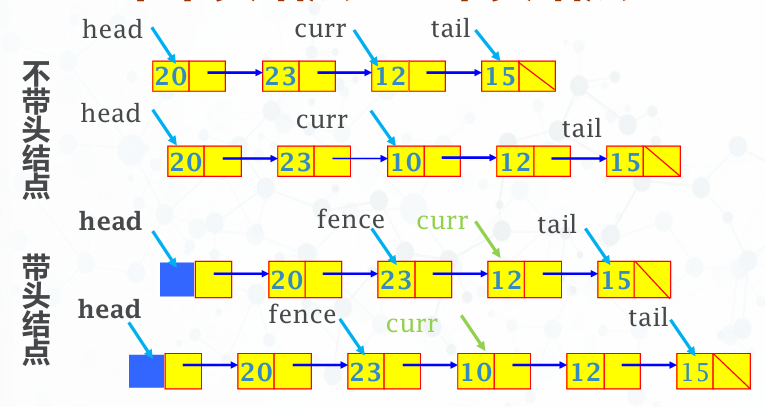 head curr tail
20 23 12 15
head curr tail
20 23 10 12 15
不带头结点
head fence curr tail
20 23 12 15
head fence curr tail
20 23 10 12 15
带头结点